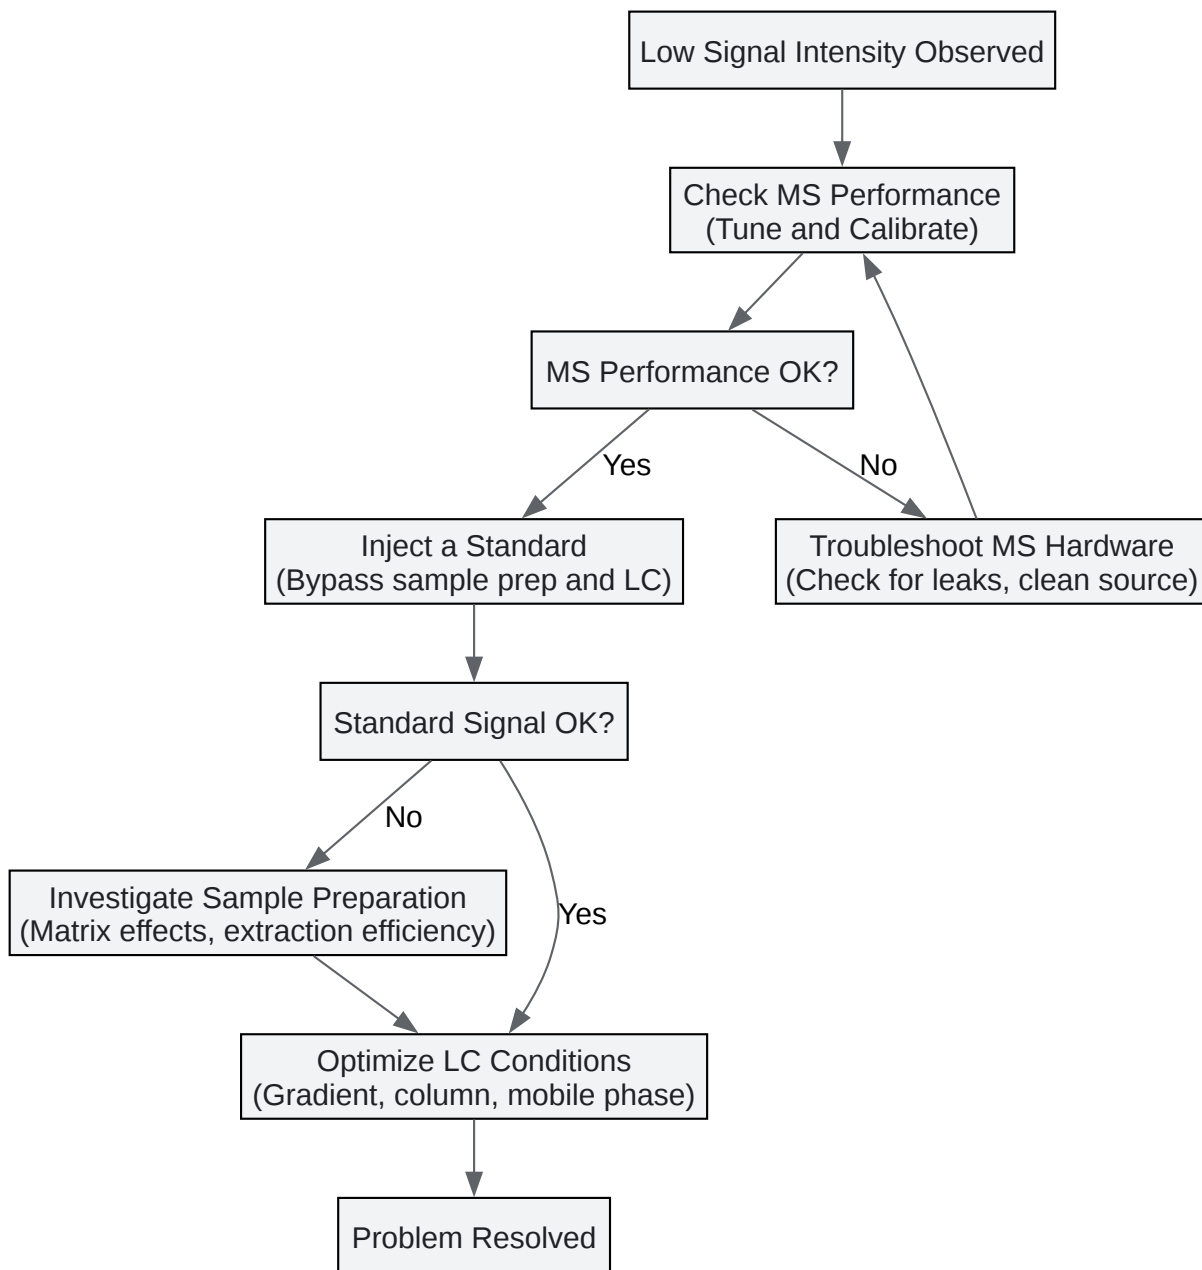 Low Signal Intensity Observed
Check MS Performance
(Tune and Calibrate)
MS Performance OK?
Yes
No
Inject a Standard
(Bypass sample prep and LC)
Troubleshoot MS Hardware
(Check for leaks, clean source)
Standard Signal OK?
No
Investigate Sample Preparation
(Matrix effects, extraction efficiency)
Yes
Optimize LC Conditions
(Gradient, column, mobile phase)
Problem Resolved